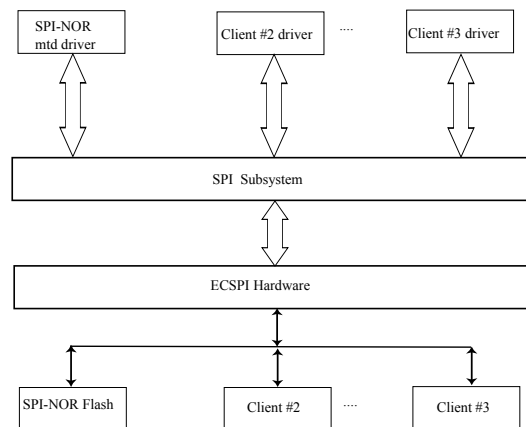 SPI-NOR
mtd driver
Client #2 driver
....
Client #3 driver
SPI Subsystem
ECSPI Hardware
SPI-NOR Flash
Client #2
....
Client #3